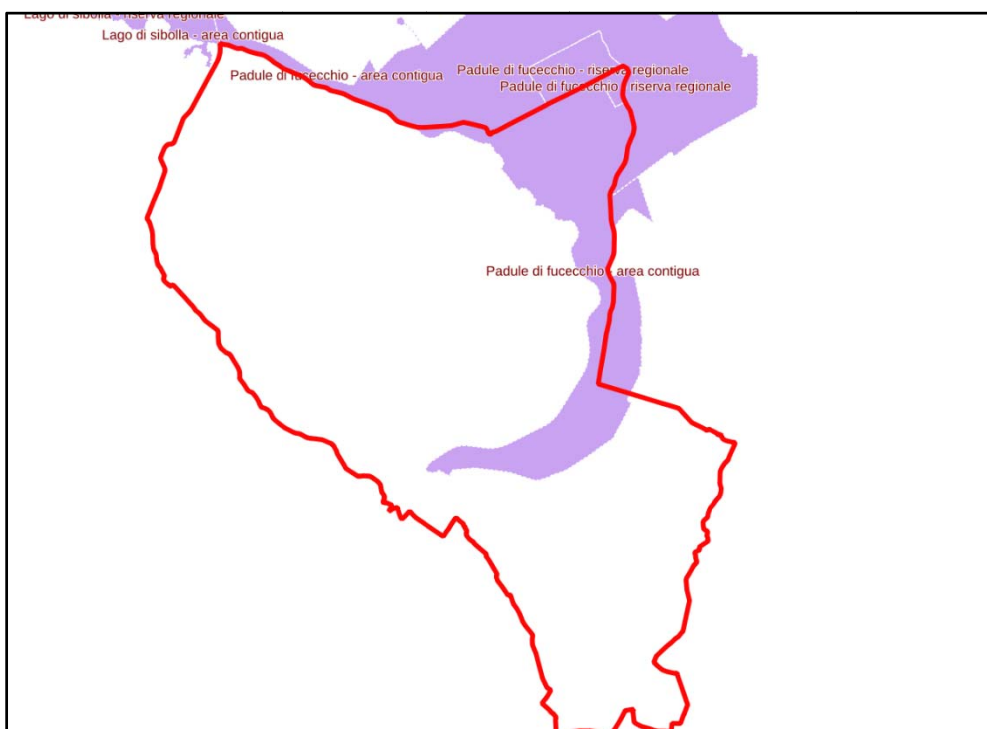 Lago di sibolla - riserva regionale
Lago di sibolla - area contigua
Padule di fucecchio - area contigua
Padule di fucecchio - riserva regionale
Padule di fucecchio - riserva regionale
Padule di fucecchio - area contigua